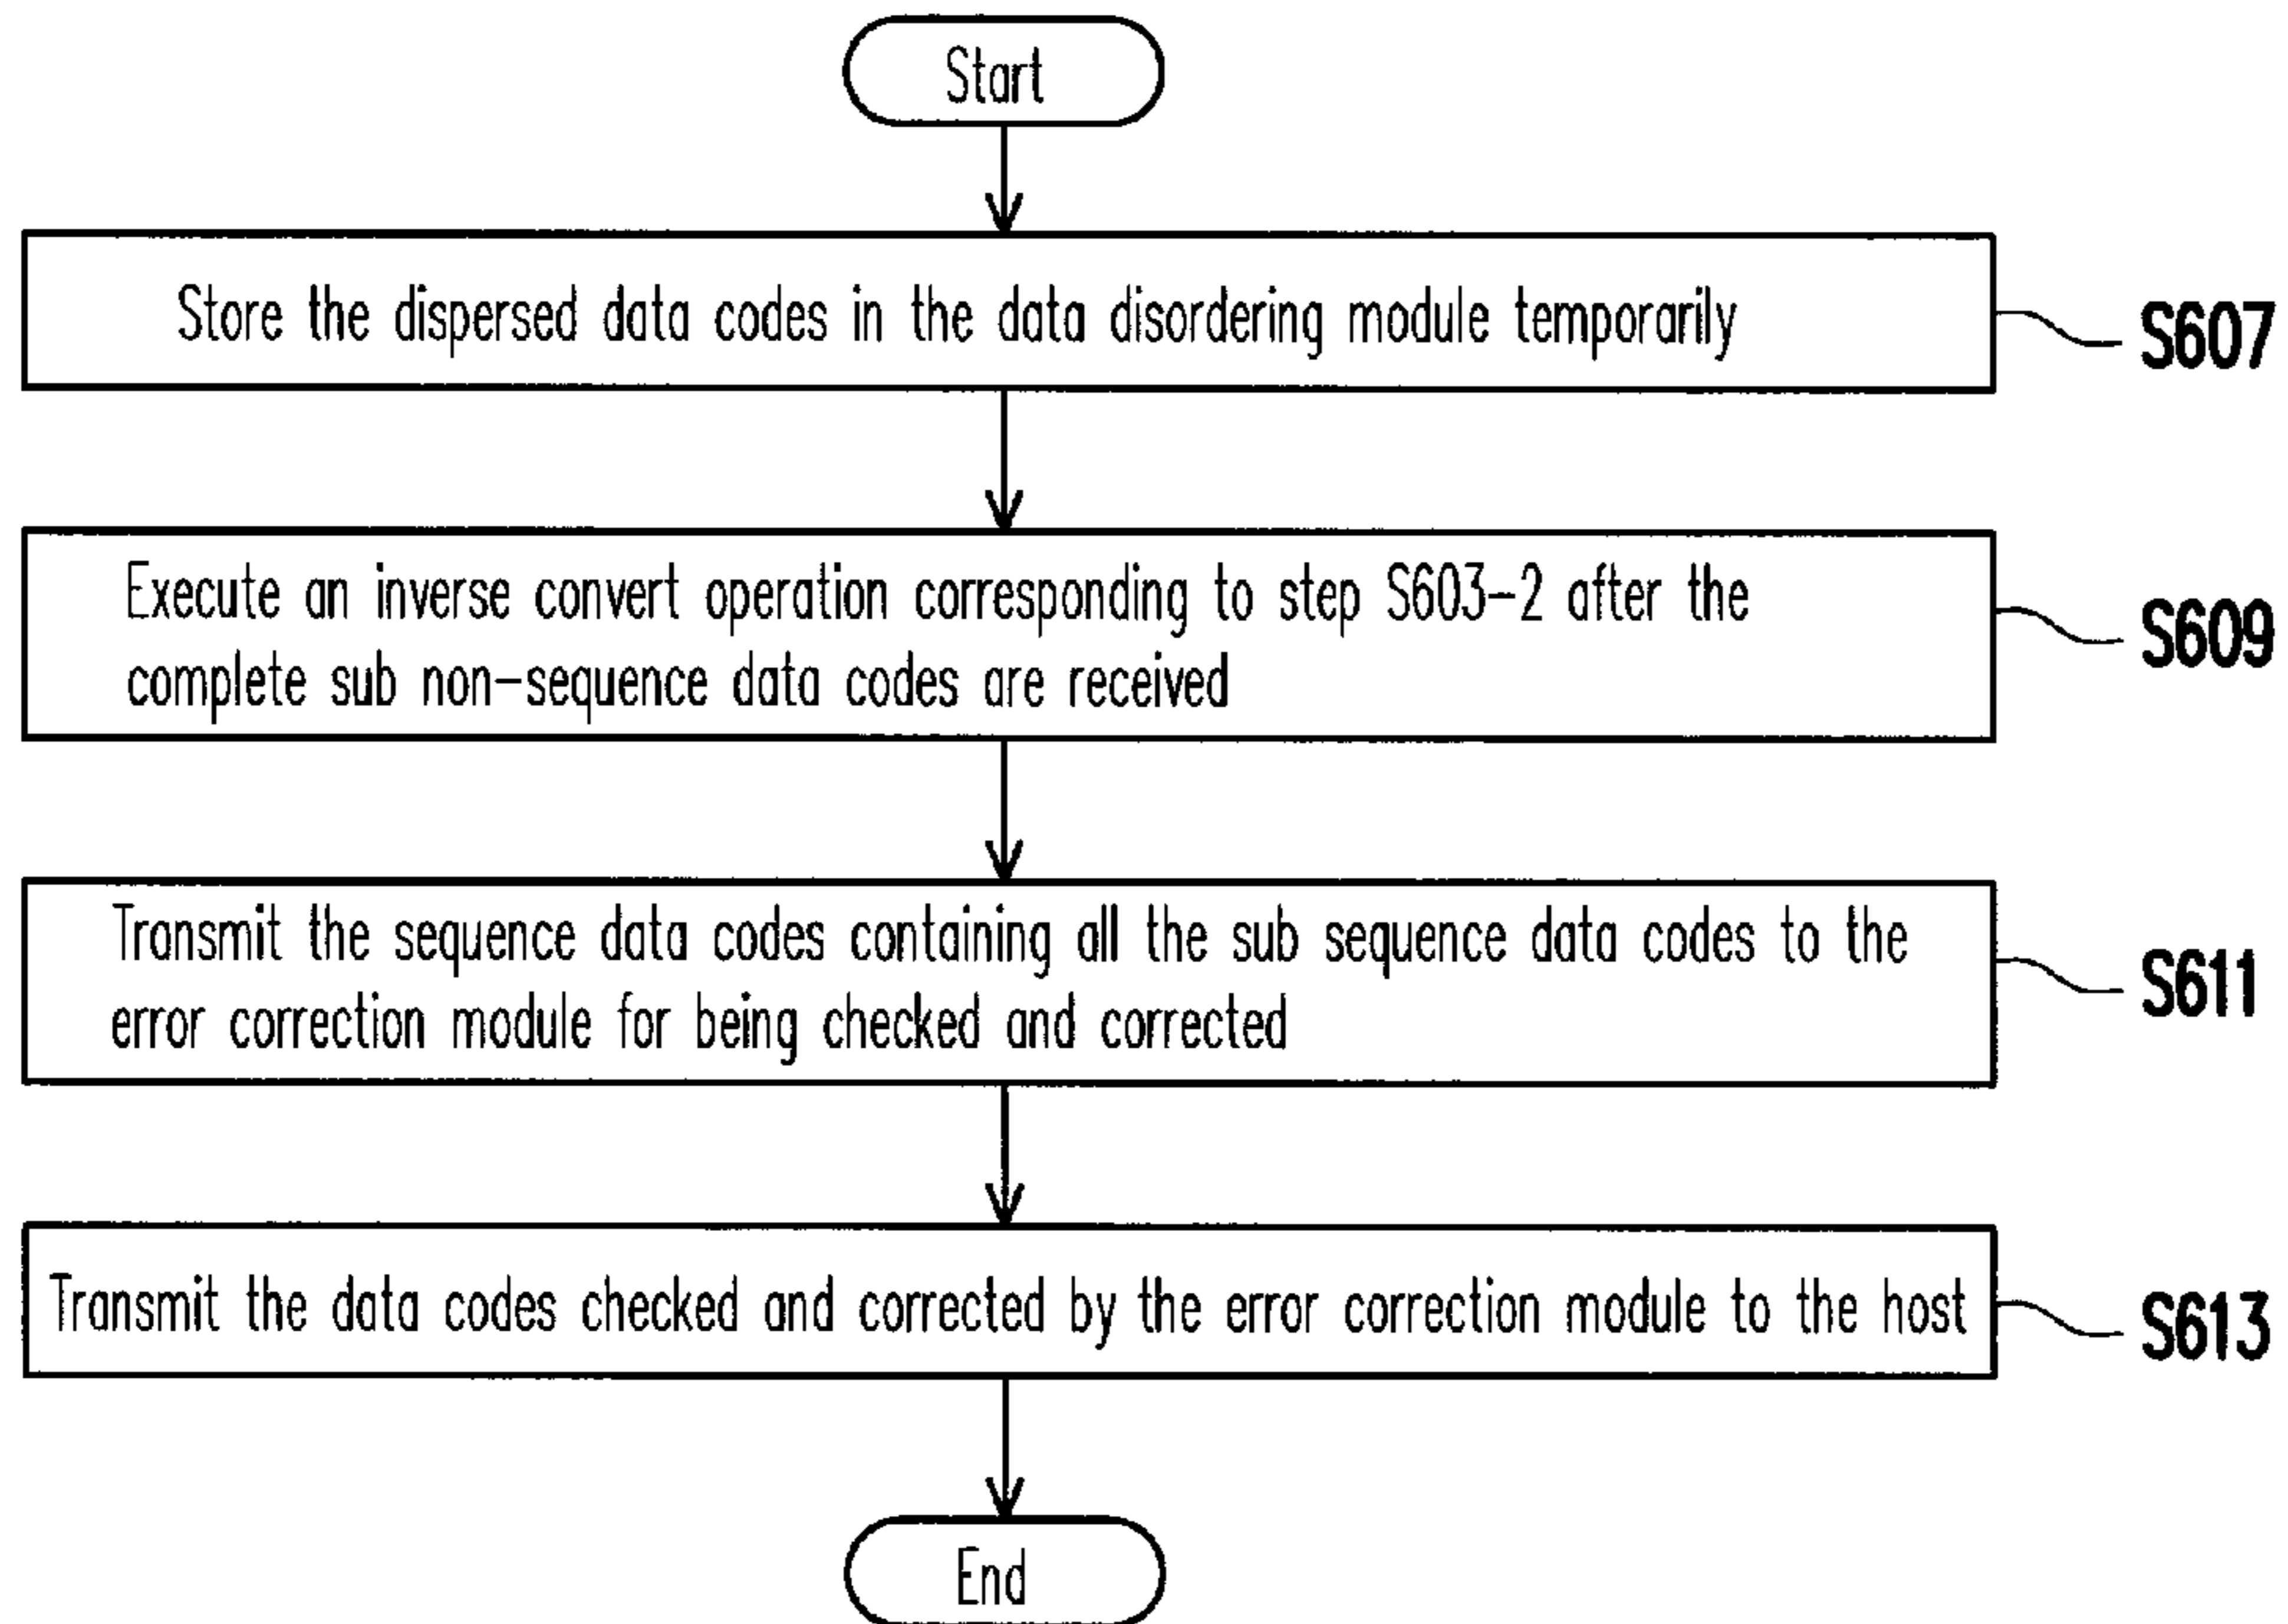 Start
Store the dispersed data codes in the data disordering module temporarily
S607
Execute an inverse convert operation corresponding to step S603-2 after the
complete sub non-sequence data codes are received
S609
Transmit the sequence data codes containing all the sub sequence data codes to the
error correction module for being checked and corrected
S611
Transmit the data codes checked and corrected by the error correction module to the host
S613
End